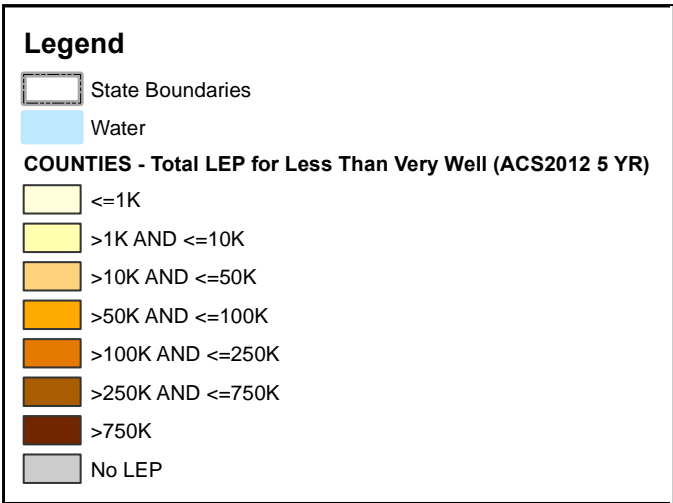 Legend
State Boundaries
Water
COUNTIES - Total LEP for Less Than Very Well (ACS2012 5 YR)
<=1K
>1K AND <=10K
>10K AND <=50K
>50K AND <=100K
>100K AND <=250K
>250K AND <=750K
>750K
No LEP